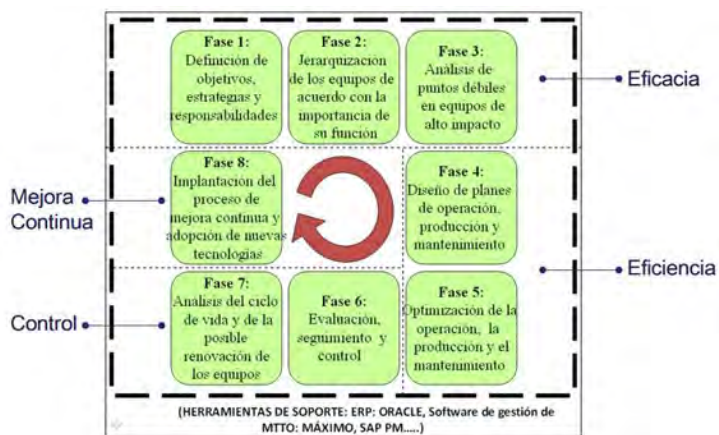 Fase 1:
Definición de
objetivos,
estrategias y
responsabilidades
Fase 2:
Jerarquización
de los equipos de
acuerdo con la
importancia de
su función
Fase 3:
Análisis de
puntos débiles
en equipos de
alto impacto
Eficacia
Mejora
Continua
Fase 8:
Implantación del
proceso de
mejora continua y
adopción de nuevas
tecnologías
Fase 4:
Diseño de planes
de operación,
producción y
mantenimiento
Eficiencia
Control
Fase 7:
Análisis del ciclo
de vida y de la
posible
renovación de
los equipos
Fase 6:
Evaluación,
seguimiento y
control
Fase 5:
Optimización de la
operación, la
producción y el
mantenimiento
(HERRAMIENTAS DE SOPORTE: ERP: ORACLE, Software de gestión de
MTTO: MÁXIMO, SAP PM.....)